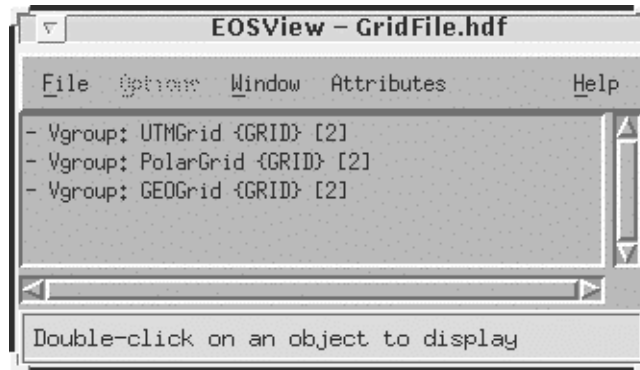 EOSView – GridFile.hdf
File Options Window Attributes Help
- Vgroup: UTMGrid {GRID} [2]
- Vgroup: PolarGrid {GRID} [2]
- Vgroup: GEOGrid {GRID} [2]
Double-click on an object to display